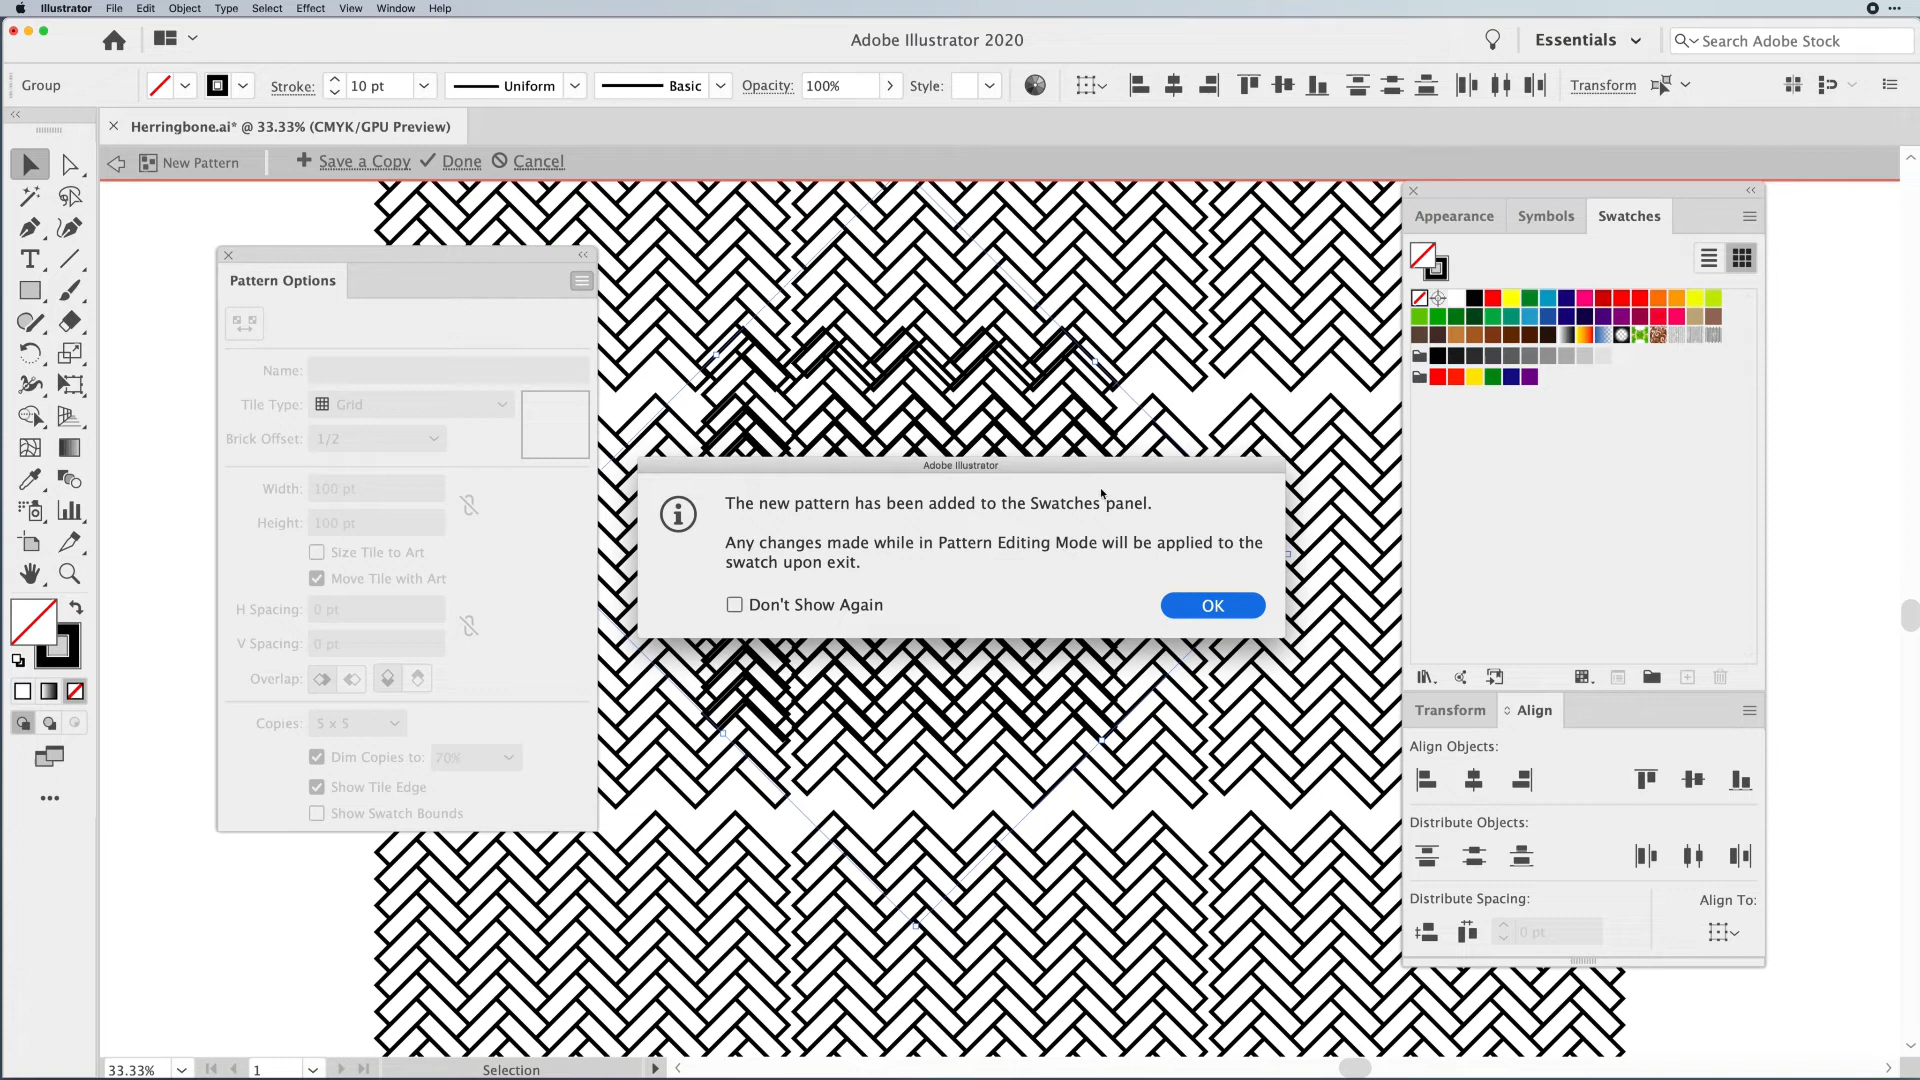 Illustrator File Edit Object Type Select Effect View Window Help
Adobe Illustrator 2020
Essentials
Search Adobe Stock
Group
Stroke: 10 pt Uniform Basic Opacity: 100% Style: Transform
Herringbone.ai* @ 33.33% (CMYK/GPU Preview)
New Pattern Save a Copy Done Cancel
Pattern Options
Name:
Tile Type: Grid
Brick Offset: 1/2
Width: 100 pt
Height: 100 pt
Size Tile to Art
Move Tile with Art
H Spacing: 0 pt
V Spacing: 0 pt
Overlap:
Copies: 5 x 5
Dim Copies to: 70%
Show Tile Edge
Show Swatch Bounds
Adobe Illustrator
The new pattern has been added to the Swatches panel.
Any changes made while in Pattern Editing Mode will be applied to the
swatch upon exit.
Don't Show Again
OK
Appearance Symbols Swatches
Transform Align
Align Objects:
Distribute Objects:
Distribute Spacing: Align To:
0 pt
33.33% 1 Selection